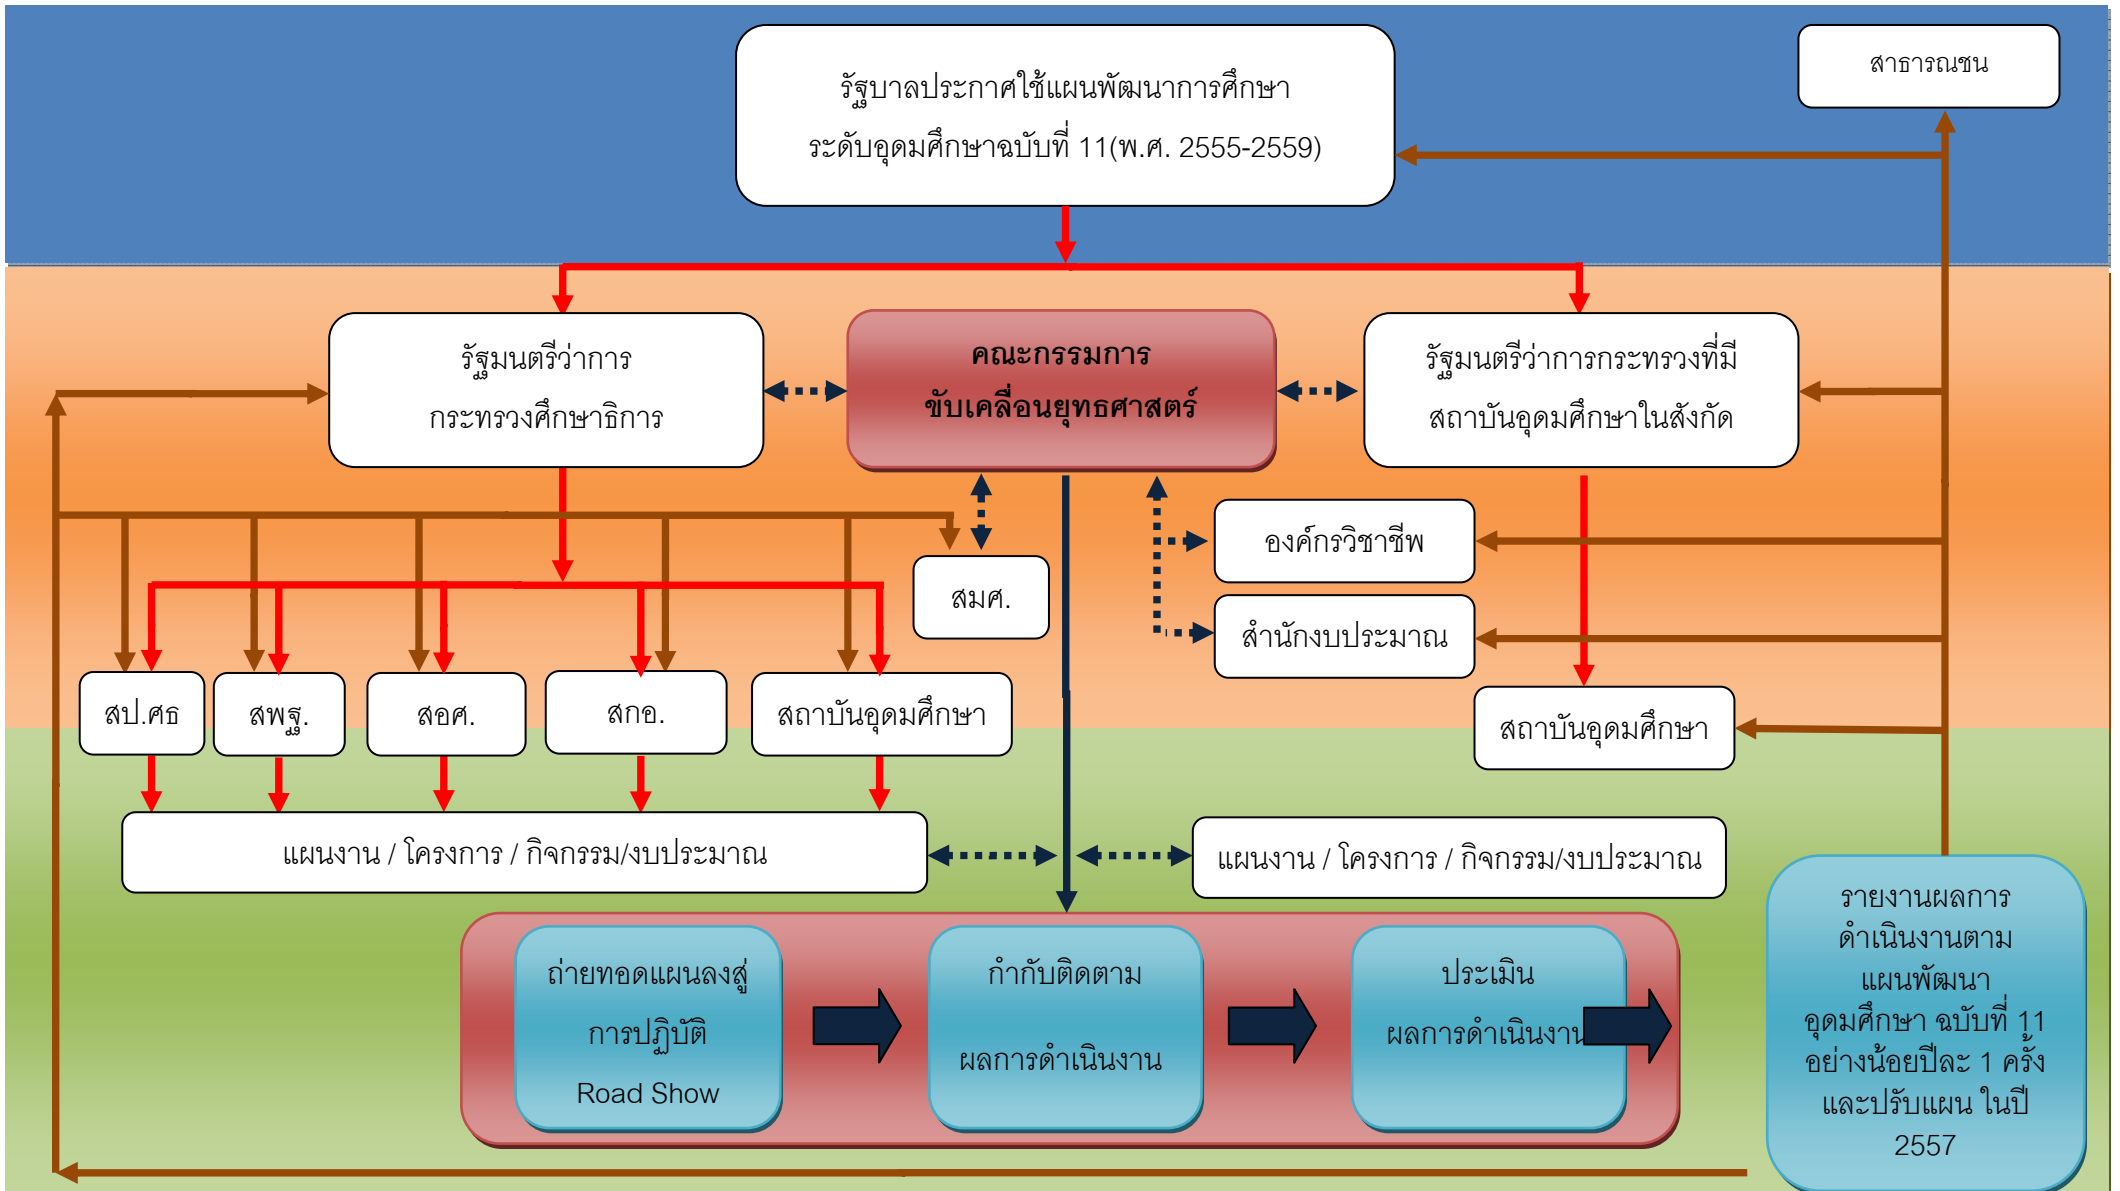 รัฐบาลประกาศใช้แผนพัฒนาการศึกษา
ระดับอุดมศึกษาฉบับที่ 11(พ.ศ. 2555-2559)
สาธารณชน
รัฐมนตรีว่าการ
กระทรวงศึกษาธิการ
คณะกรรมการ
ขับเคลื่อนยุทธศาสตร์
รัฐมนตรีว่าการกระทรวงที่มี
สถาบันอุดมศึกษาในสังกัด
องค์กรวิชาชีพ
สมศ.
สำนักงบประมาณ
สป.ศธ
สพฐ.
สอศ.
สกอ.
สถาบันอุดมศึกษา
สถาบันอุดมศึกษา
แผนงาน / โครงการ / กิจกรรม/งบประมาณ
แผนงาน / โครงการ / กิจกรรม/งบประมาณ
ถ่ายทอดแผนลงสู่
การปฏิบัติ
Road Show
กำกับติดตาม
ผลการดำเนินงาน
ประเมิน
ผลการดำเนินงาน
รายงานผลการ
ดำเนินงานตาม
แผนพัฒนา
อุดมศึกษา ฉบับที่ 11
อย่างน้อยปีละ 1 ครั้ง
และปรับแผน ในปี
2557